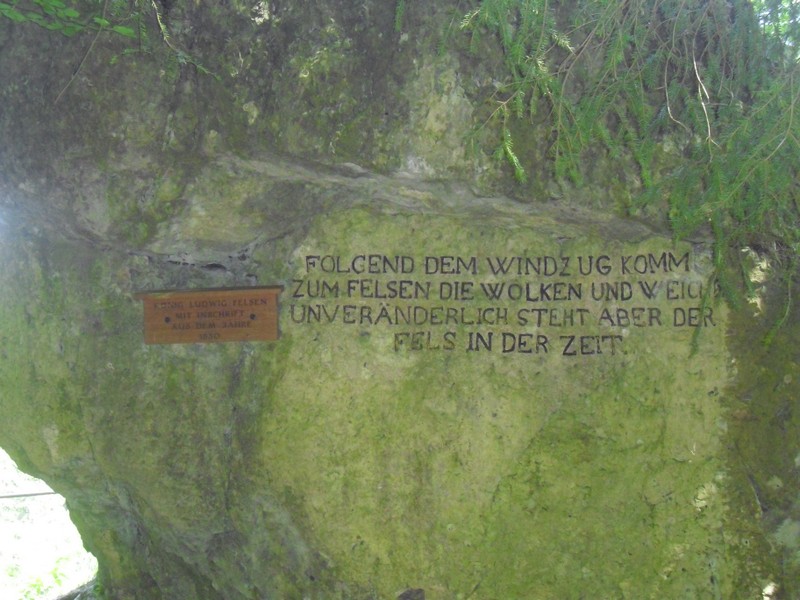 KÖNIG LUDWIG FELSEN
MIT INSCHRIFT
AUS DEM JAHRE
FOLGEND DEM WINDZUG KOMM
ZUM FELSEN DIE WOLKEN UND
UNVERÄNDERLICH STEHT ABER DER
FELS IN DER ZEIT.